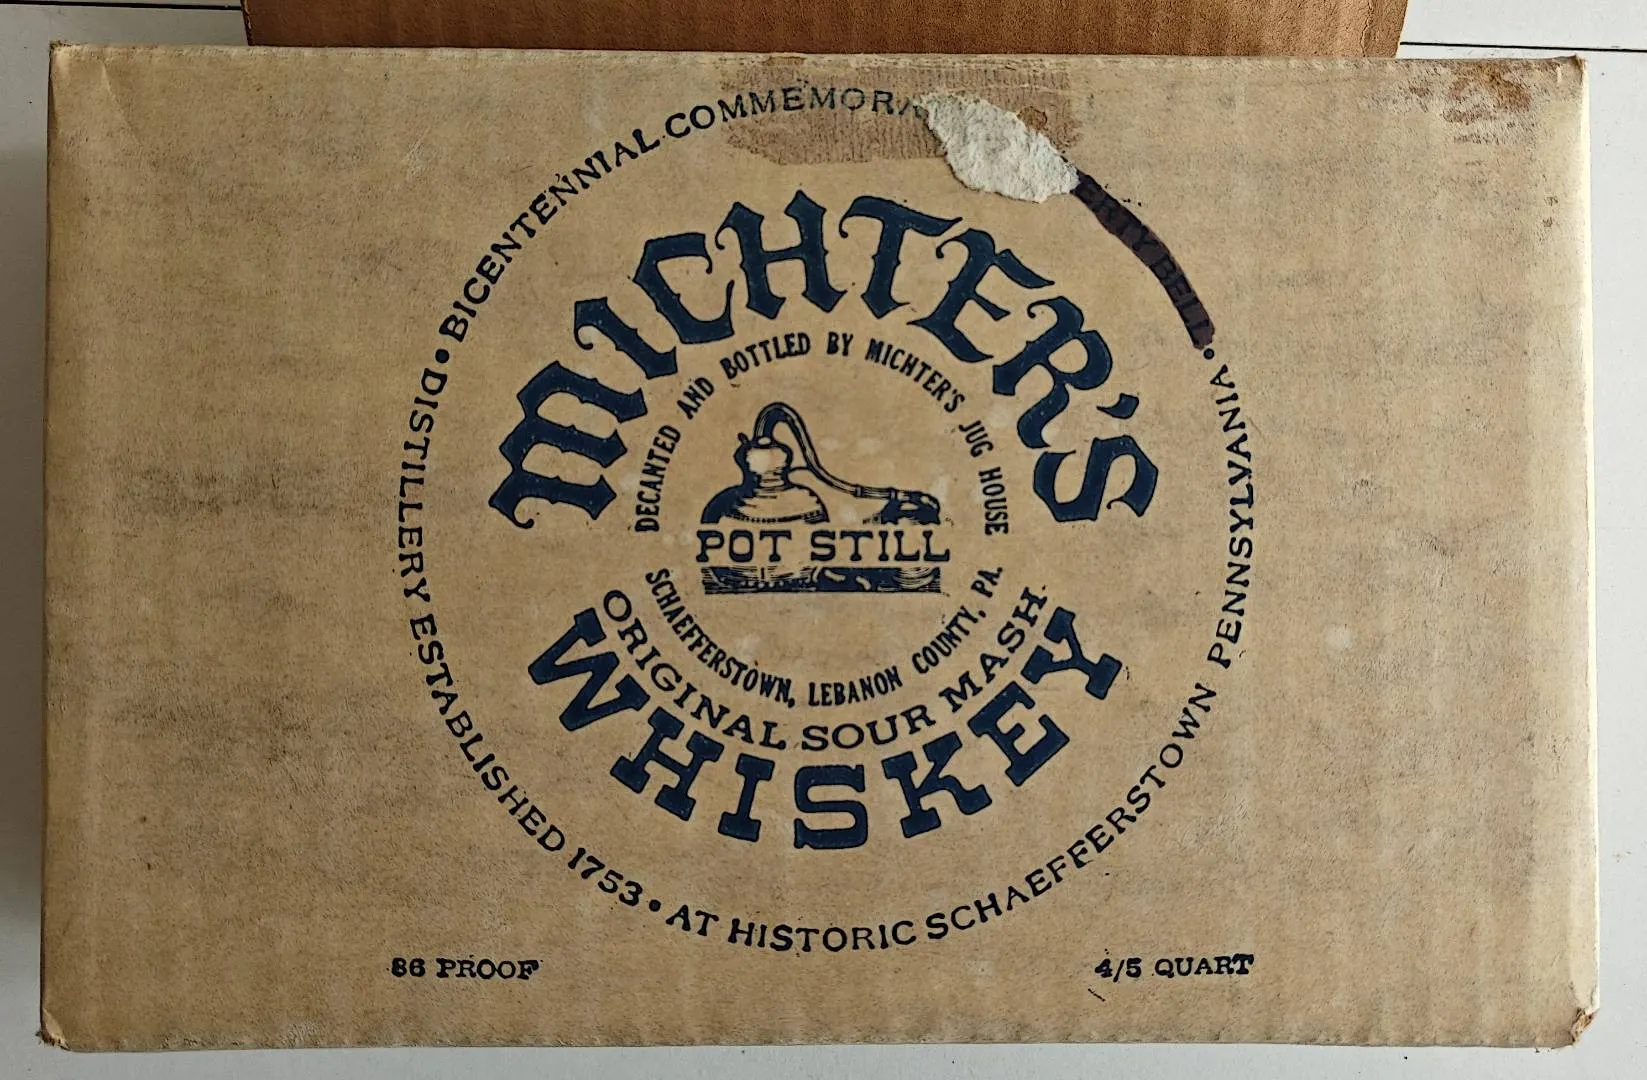 BICENTENNIAL COMMEMORA
BELL
MICHTER'S
DECANTED AND BOTTLED BY MICHTER'S JUG HOUSE
POT STILL
SCHAEFFERSTOWN, LEBANON COUNTY, PA.
ORIGINAL SOUR MASH
WHISKEY
• DISTILLERY ESTABLISHED 1753 • AT HISTORIC SCHAEFFERSTOWN PENNSYLVANIA •
86 PROOF
4/5 QUART